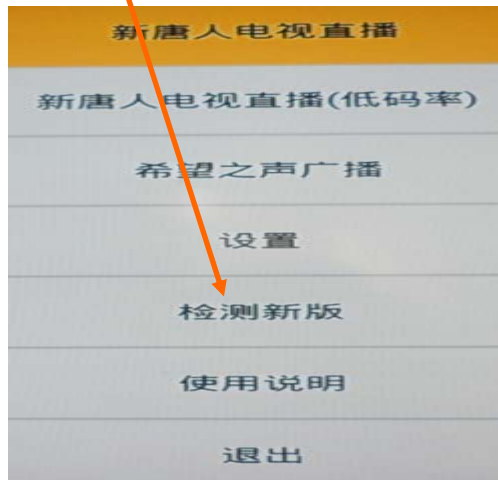 新唐人电视直播
新唐人电视直播(低码率)
希望之声广播
设置
检测新版
使用说明
退出